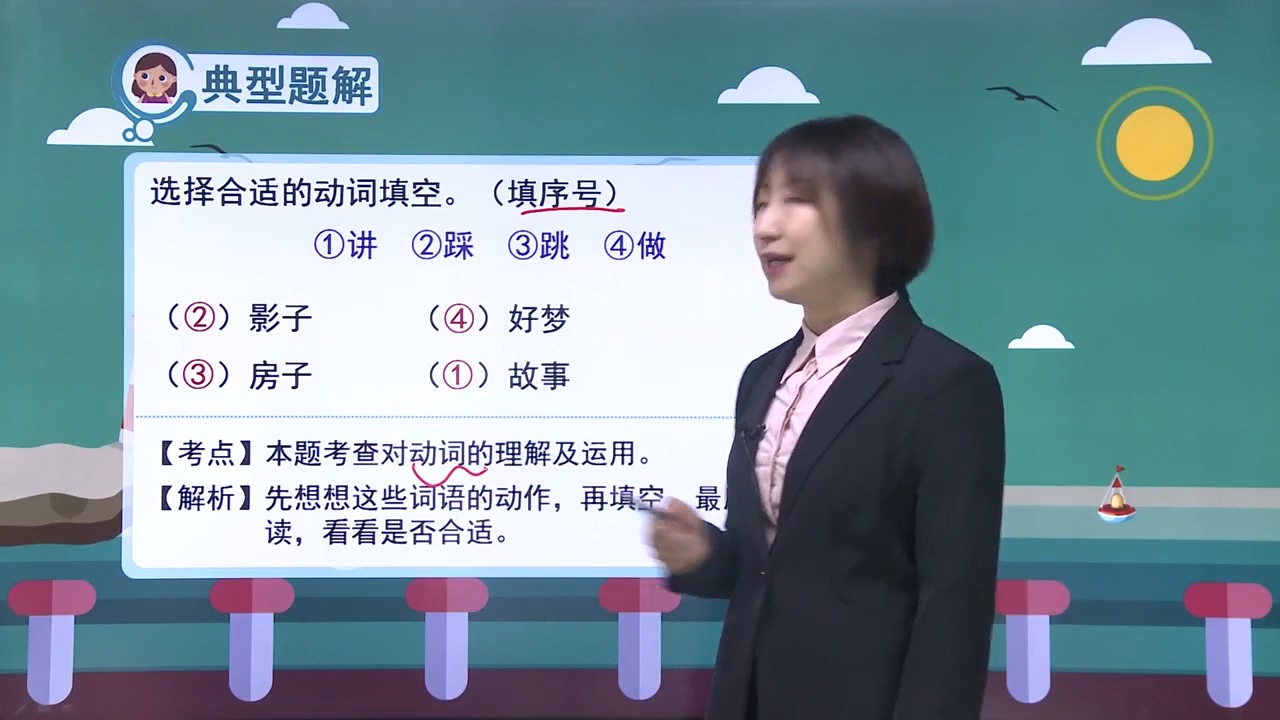 典型题解
选择合适的动词填空。（填序号）
①讲 ②踩 ③跳 ④做
（②）影子 （④）好梦
（③）房子 （①）故事
【考点】本题考查对动词的理解及运用。
【解析】先想想这些词语的动作，再填空 最
读，看看是否合适。